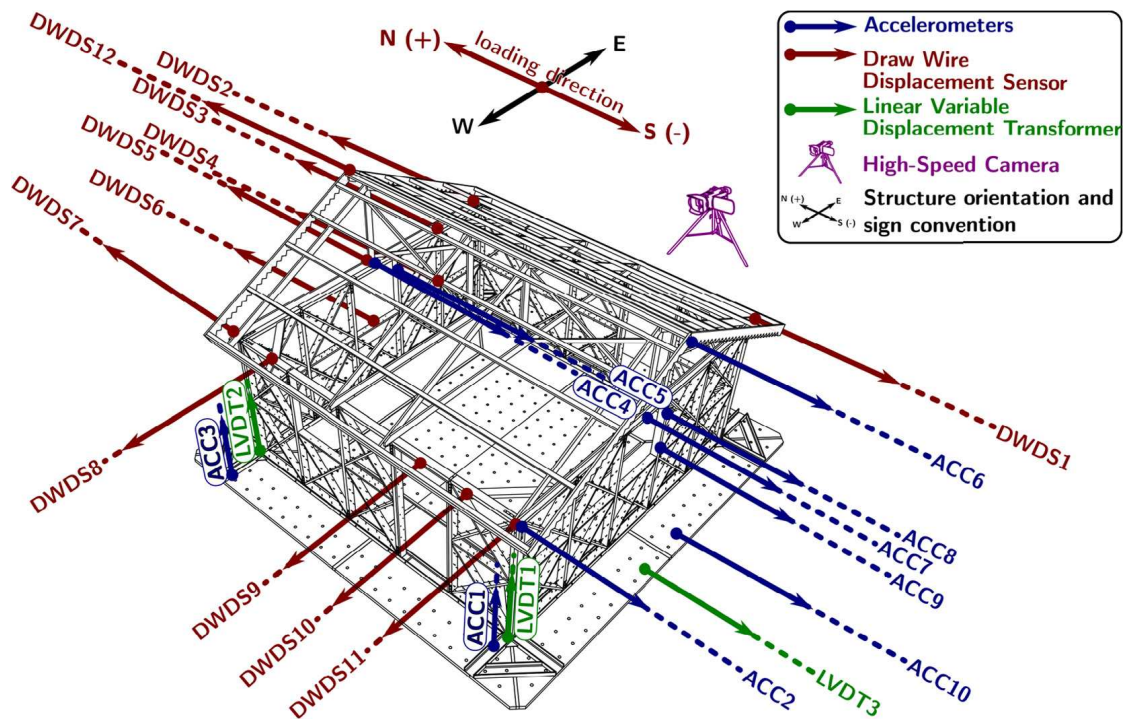 DWDS12
DWDS2
DWDS3
DWDS4
DWDS5
DWDS6
DWDS7
N (+)
loading direction
E
W
S (-)
Accelerometers
Draw Wire
Displacement Sensor
Linear Variable
Displacement Transformer
High-Speed Camera
N (+)
E
W
S (-)
Structure orientation and
sign convention
ACC5
ACC4
DWDS1
ACC6
ACC8
ACC7
ACC9
ACC10
LVDT3
ACC2
LVDT2
ACC3
DWDS8
DWDS9
DWDS10
DWDS11
ACC1
LVDT1